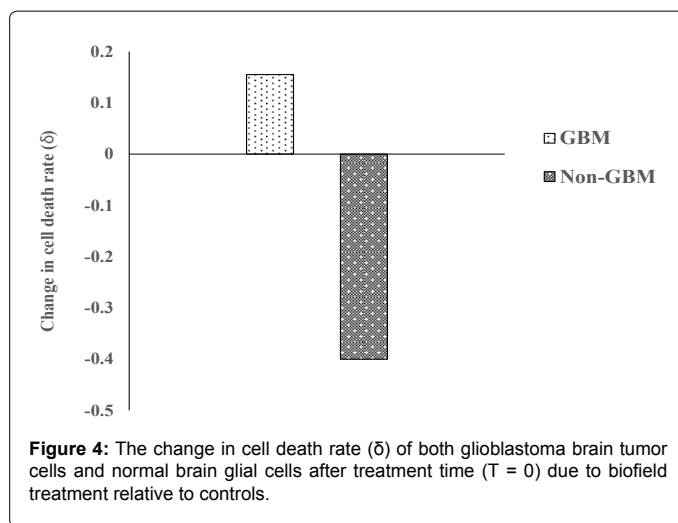 0.2
0.1
0
-0.1
-0.2
-0.3
-0.4
-0.5
Change in cell death rate (δ)
GBM
Non-GBM
Figure 4: The change in cell death rate (δ) of both glioblastoma brain tumor
cells and normal brain glial cells after treatment time (T = 0) due to biofield
treatment relative to controls.